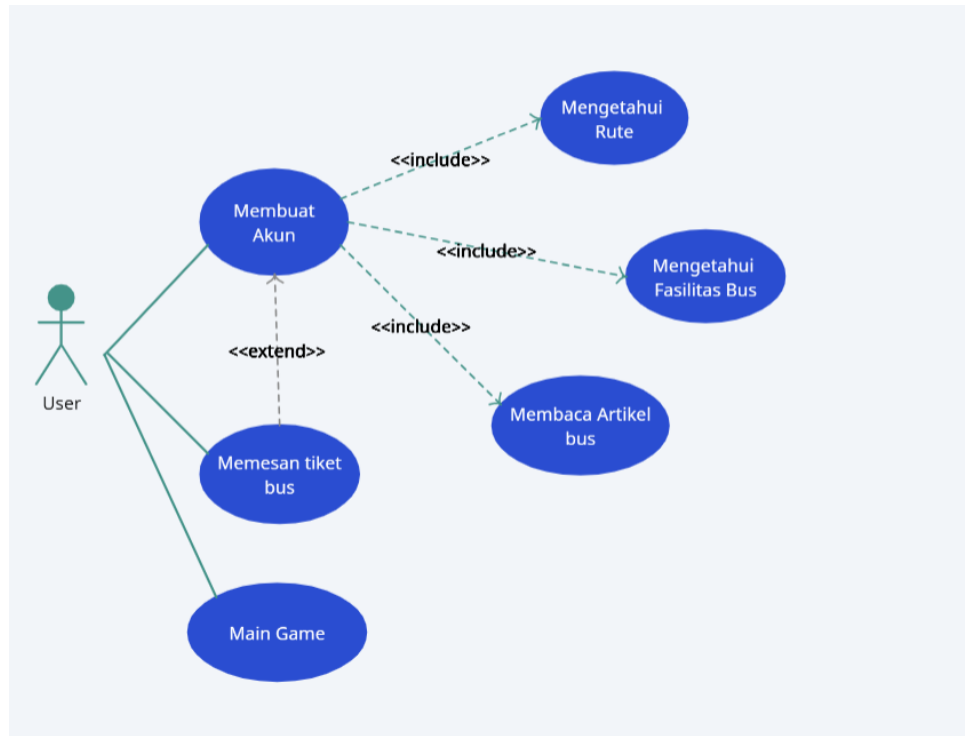 Mengetahui
Rute
<<include>>
Membuat
Akun
<<include>>
Mengetahui
Fasilitas Bus
<<include>>
<<extend>>
User
Membaca Artikel
bus
Memesan tiket
bus
Main Game